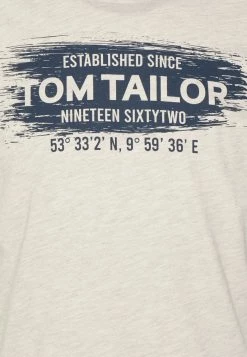 ESTABLISHED SINCE
TOM TAILOR
NINETEEN SIXTYTWO
53° 33'2' N, 9° 59' 36' E